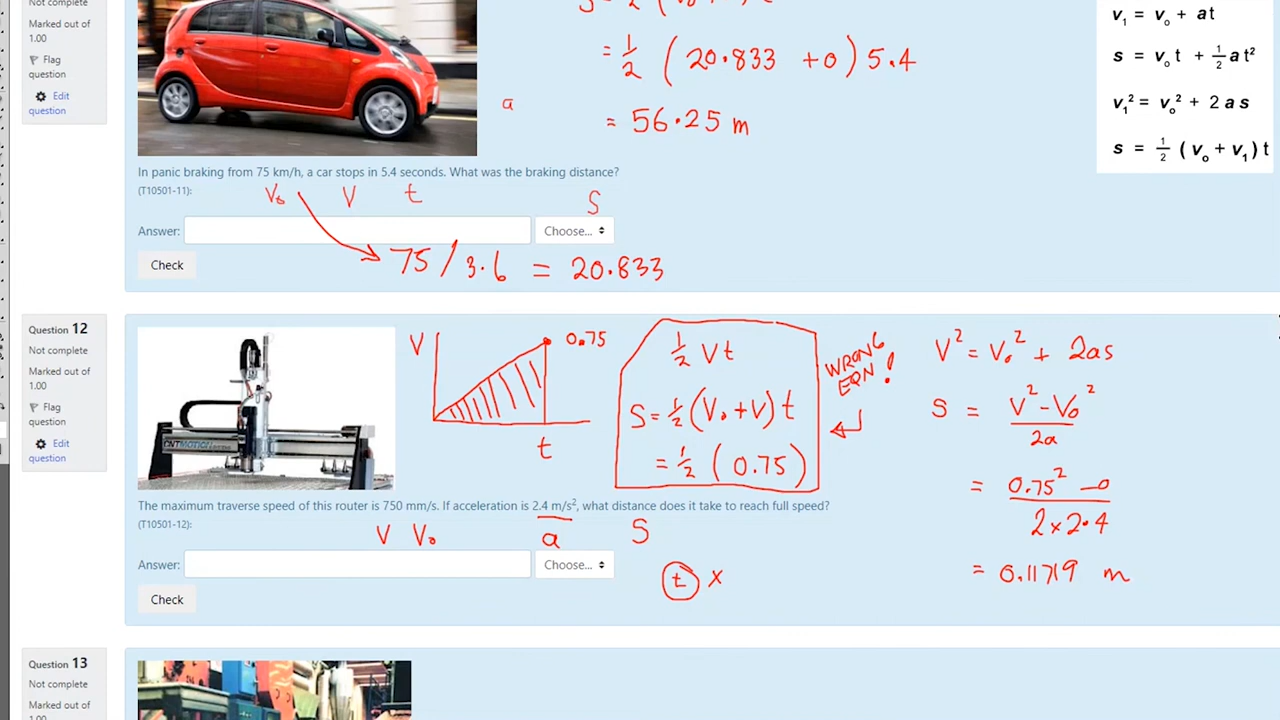 Not complete
Marked out of
1.00
Flag
question
Edit
question
= 1/2 ( 20.833 + 0 ) 5.4
a
= 56.25 m
v₁ = v₀ + at
s = v₀t + 1/2 at²
v₁² = v₀² + 2as
s = 1/2 (v₀ + v₁) t
In panic braking from 75 km/h, a car stops in 5.4 seconds. What was the braking distance?
(T10501-11):
V₀ V t S
Answer:
Choose...
Check
75 / 3.6 = 20.833
Question 12
Not complete
Marked out of
1.00
Flag
question
Edit
question
CNTMOTION
V
0.75
t
1/2 Vt
S = 1/2 (V₀ + V) t
= 1/2 ( 0.75 )
WRONG
EQN !
V² = V₀² + 2as
S = V² - V₀² / 2a
= 0.75² - 0 / 2 x 2.4
= 0.11719 m
The maximum traverse speed of this router is 750 mm/s. If acceleration is 2.4 m/s², what distance does it take to reach full speed?
(T10501-12):
V V₀ a S
Answer:
Choose...
t x
Check
Question 13
Not complete
Marked out of
1.00